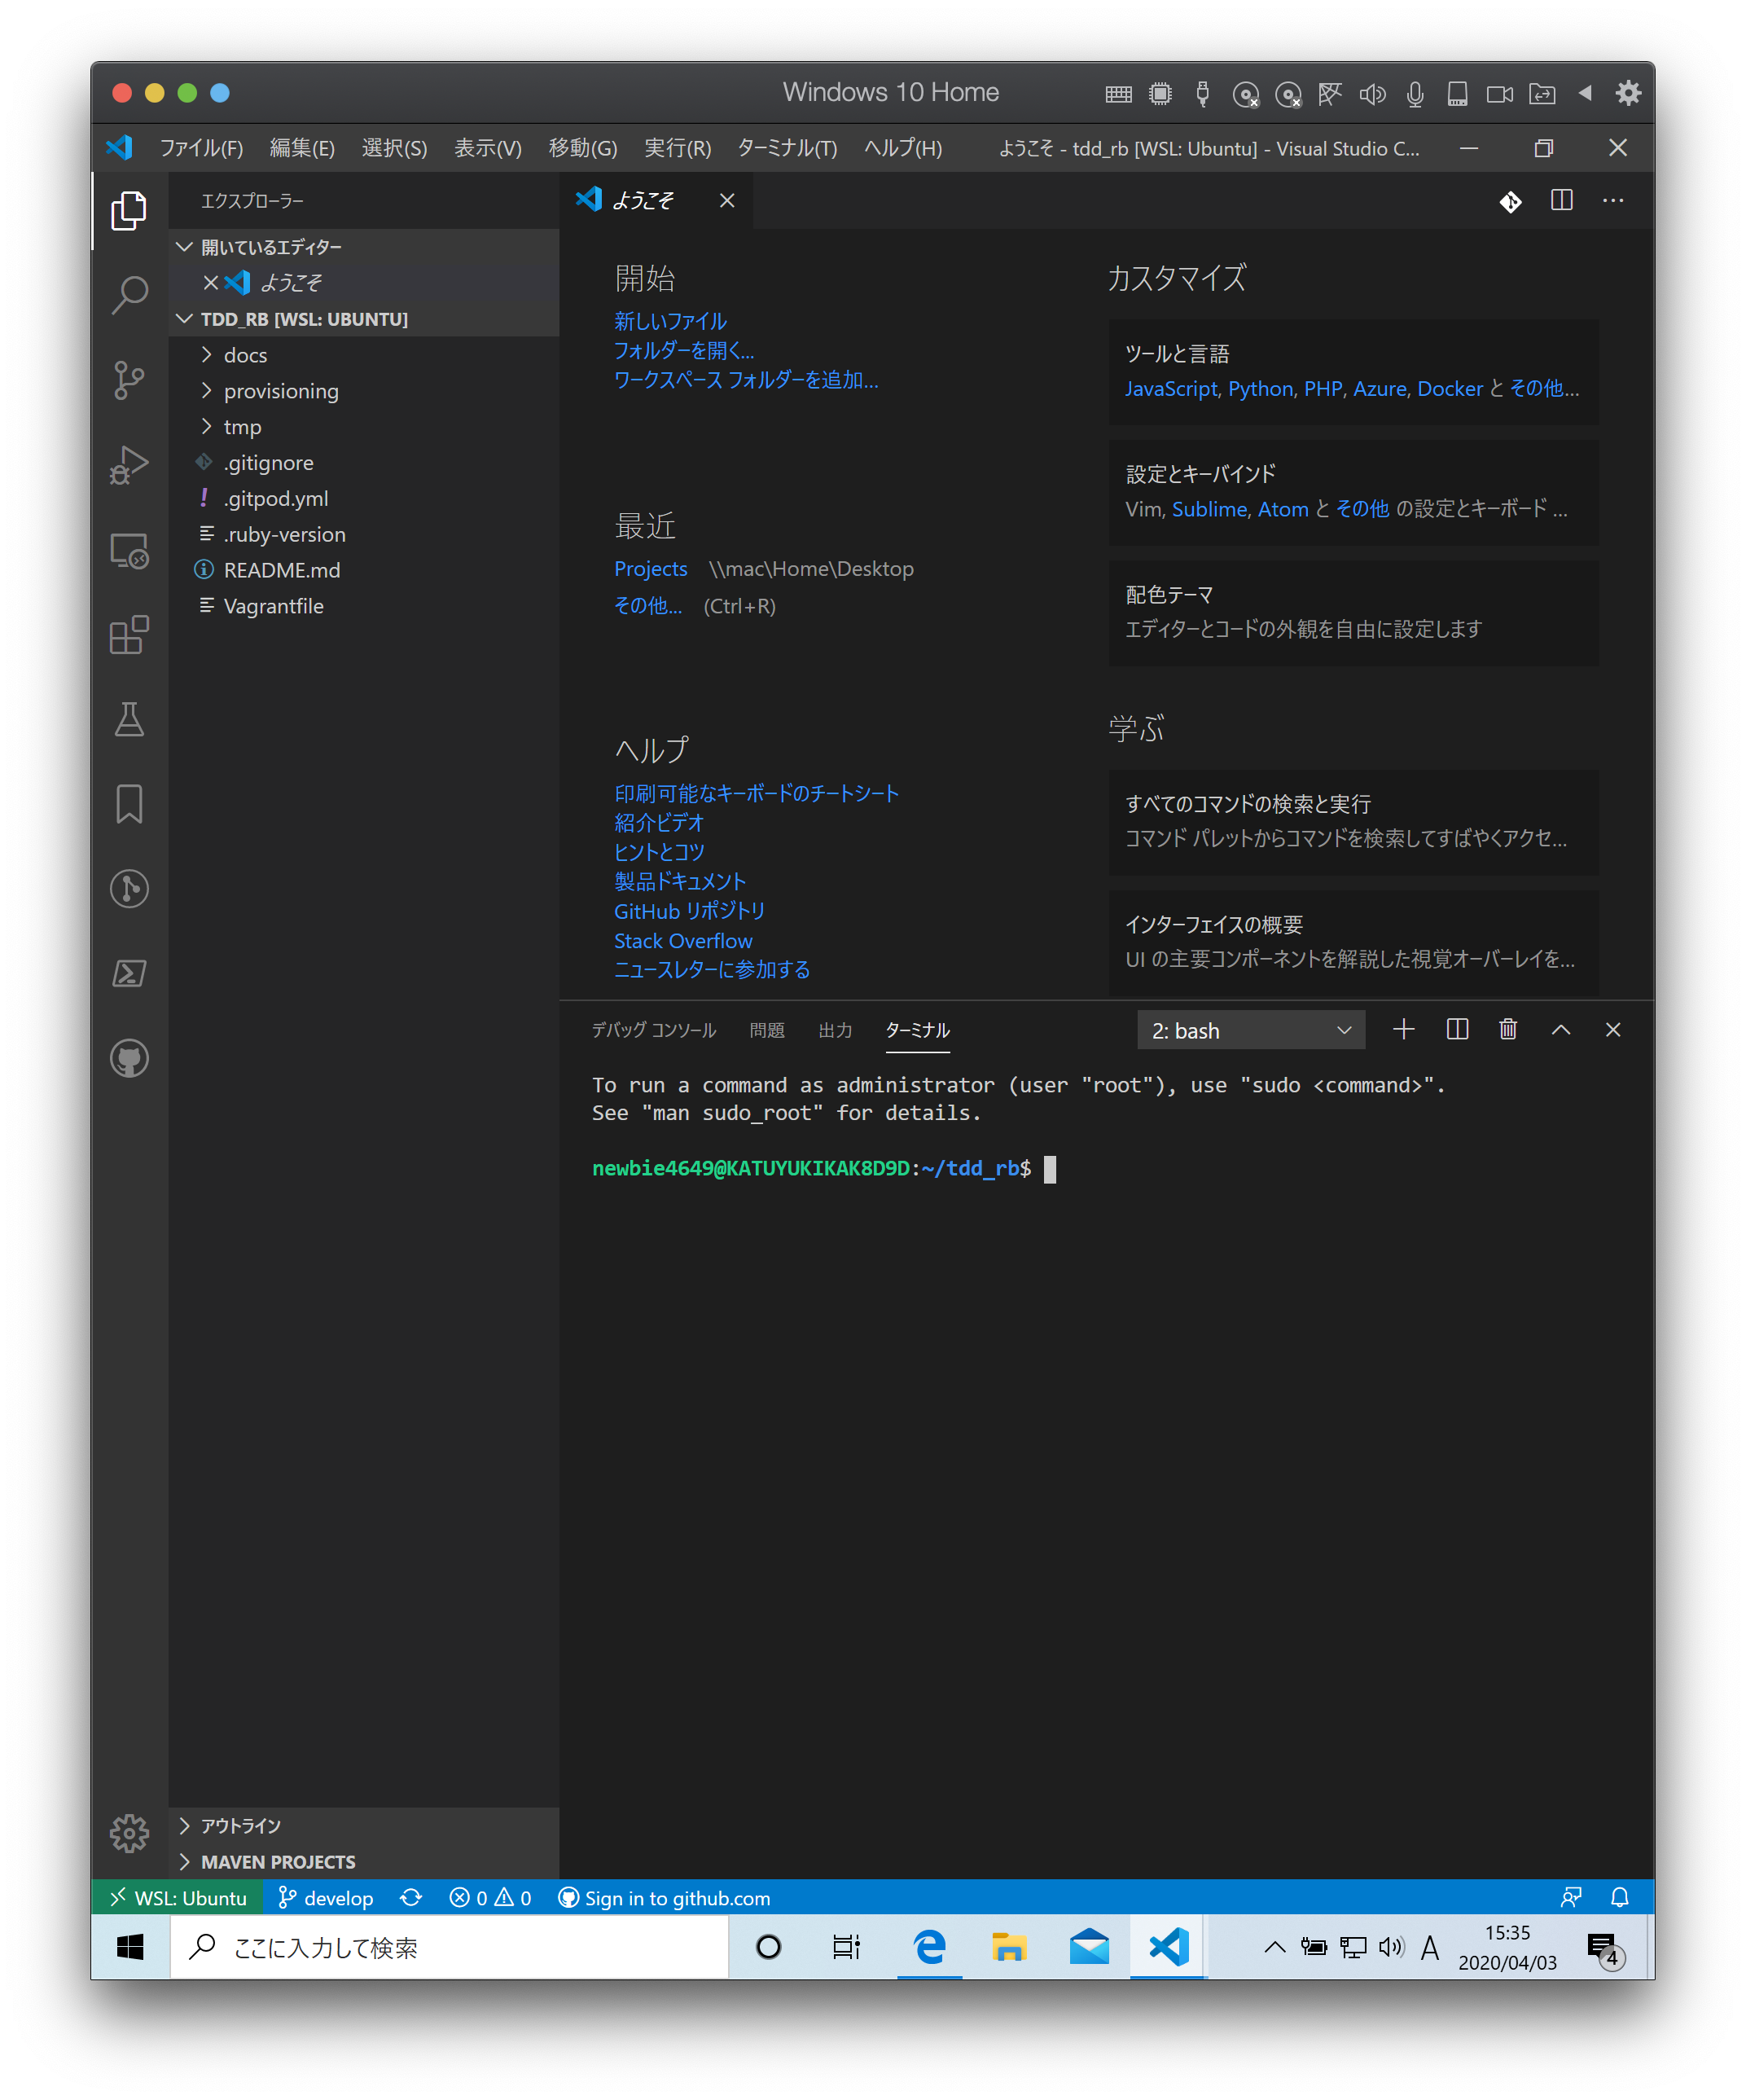 Windows 10 Home
ファイル(F) 編集(E) 選択(S) 表示(V) 移動(G) 実行(R) ターミナル(T) ヘルプ(H) ようこそ - tdd_rb [WSL: Ubuntu] - Visual Studio C...
エクスプローラー
開いているエディター
ようこそ
TDD_RB [WSL: UBUNTU]
docs
provisioning
tmp
.gitignore
.gitpod.yml
.ruby-version
README.md
Vagrantfile
アウトライン
MAVEN PROJECTS
ようこそ
開始
新しいファイル
フォルダーを開く...
ワークスペース フォルダーを追加...
最近
Projects \\mac\Home\Desktop
その他... (Ctrl+R)
ヘルプ
印刷可能なキーボードのチートシート
紹介ビデオ
ヒントとコツ
製品ドキュメント
GitHub リポジトリ
Stack Overflow
ニュースレターに参加する
カスタマイズ
ツールと言語
JavaScript, Python, PHP, Azure, Docker と その他...
設定とキーバインド
Vim, Sublime, Atom と その他 の設定とキーボード ...
配色テーマ
エディターとコードの外観を自由に設定します
学ぶ
すべてのコマンドの検索と実行
コマンド パレットからコマンドを検索してすばやくアクセ...
インターフェイスの概要
UI の主要コンポーネントを解説した視覚オーバーレイを...
デバッグ コンソール 問題 出力 ターミナル 2: bash
To run a command as administrator (user "root"), use "sudo <command>".
See "man sudo_root" for details.
newbie4649@KATUYUKIKAK8D9D:~/tdd_rb$
WSL: Ubuntu develop 0 0 Sign in to github.com
ここに入力して検索
A
15:35
2020/04/03
4